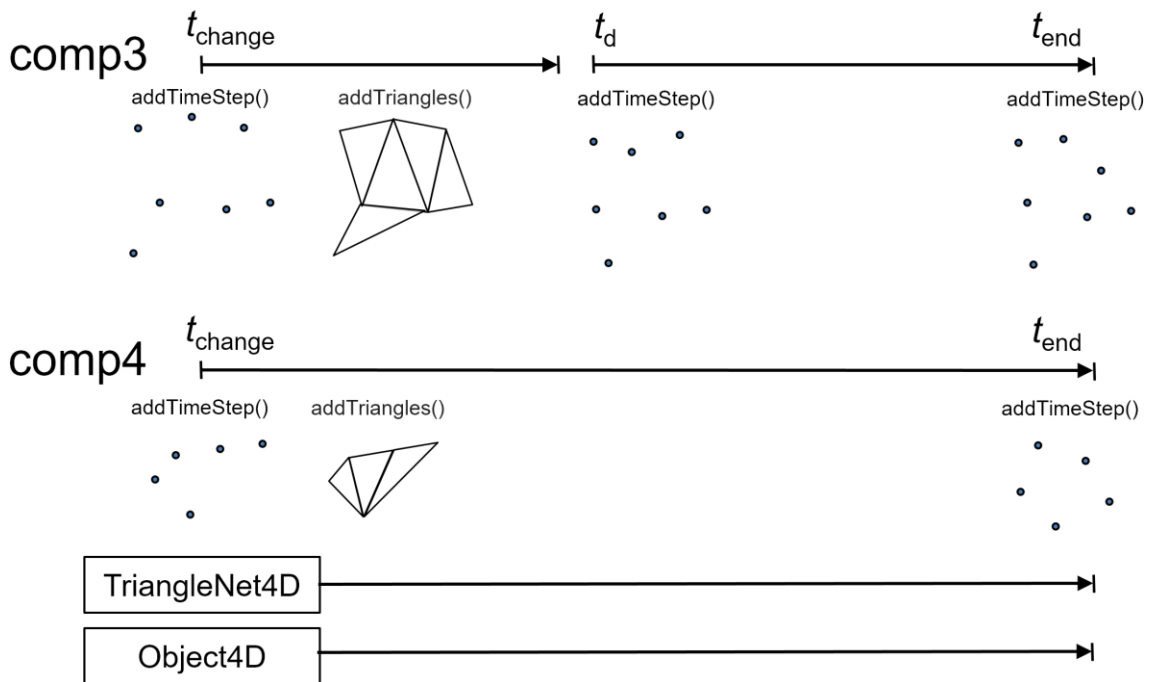 comp3
t_change
t_d
t_end
addTimeStep()
addTriangles()
addTimeStep()
addTimeStep()
comp4
t_change
t_end
addTimeStep()
addTriangles()
addTimeStep()
TriangleNet4D
Object4D